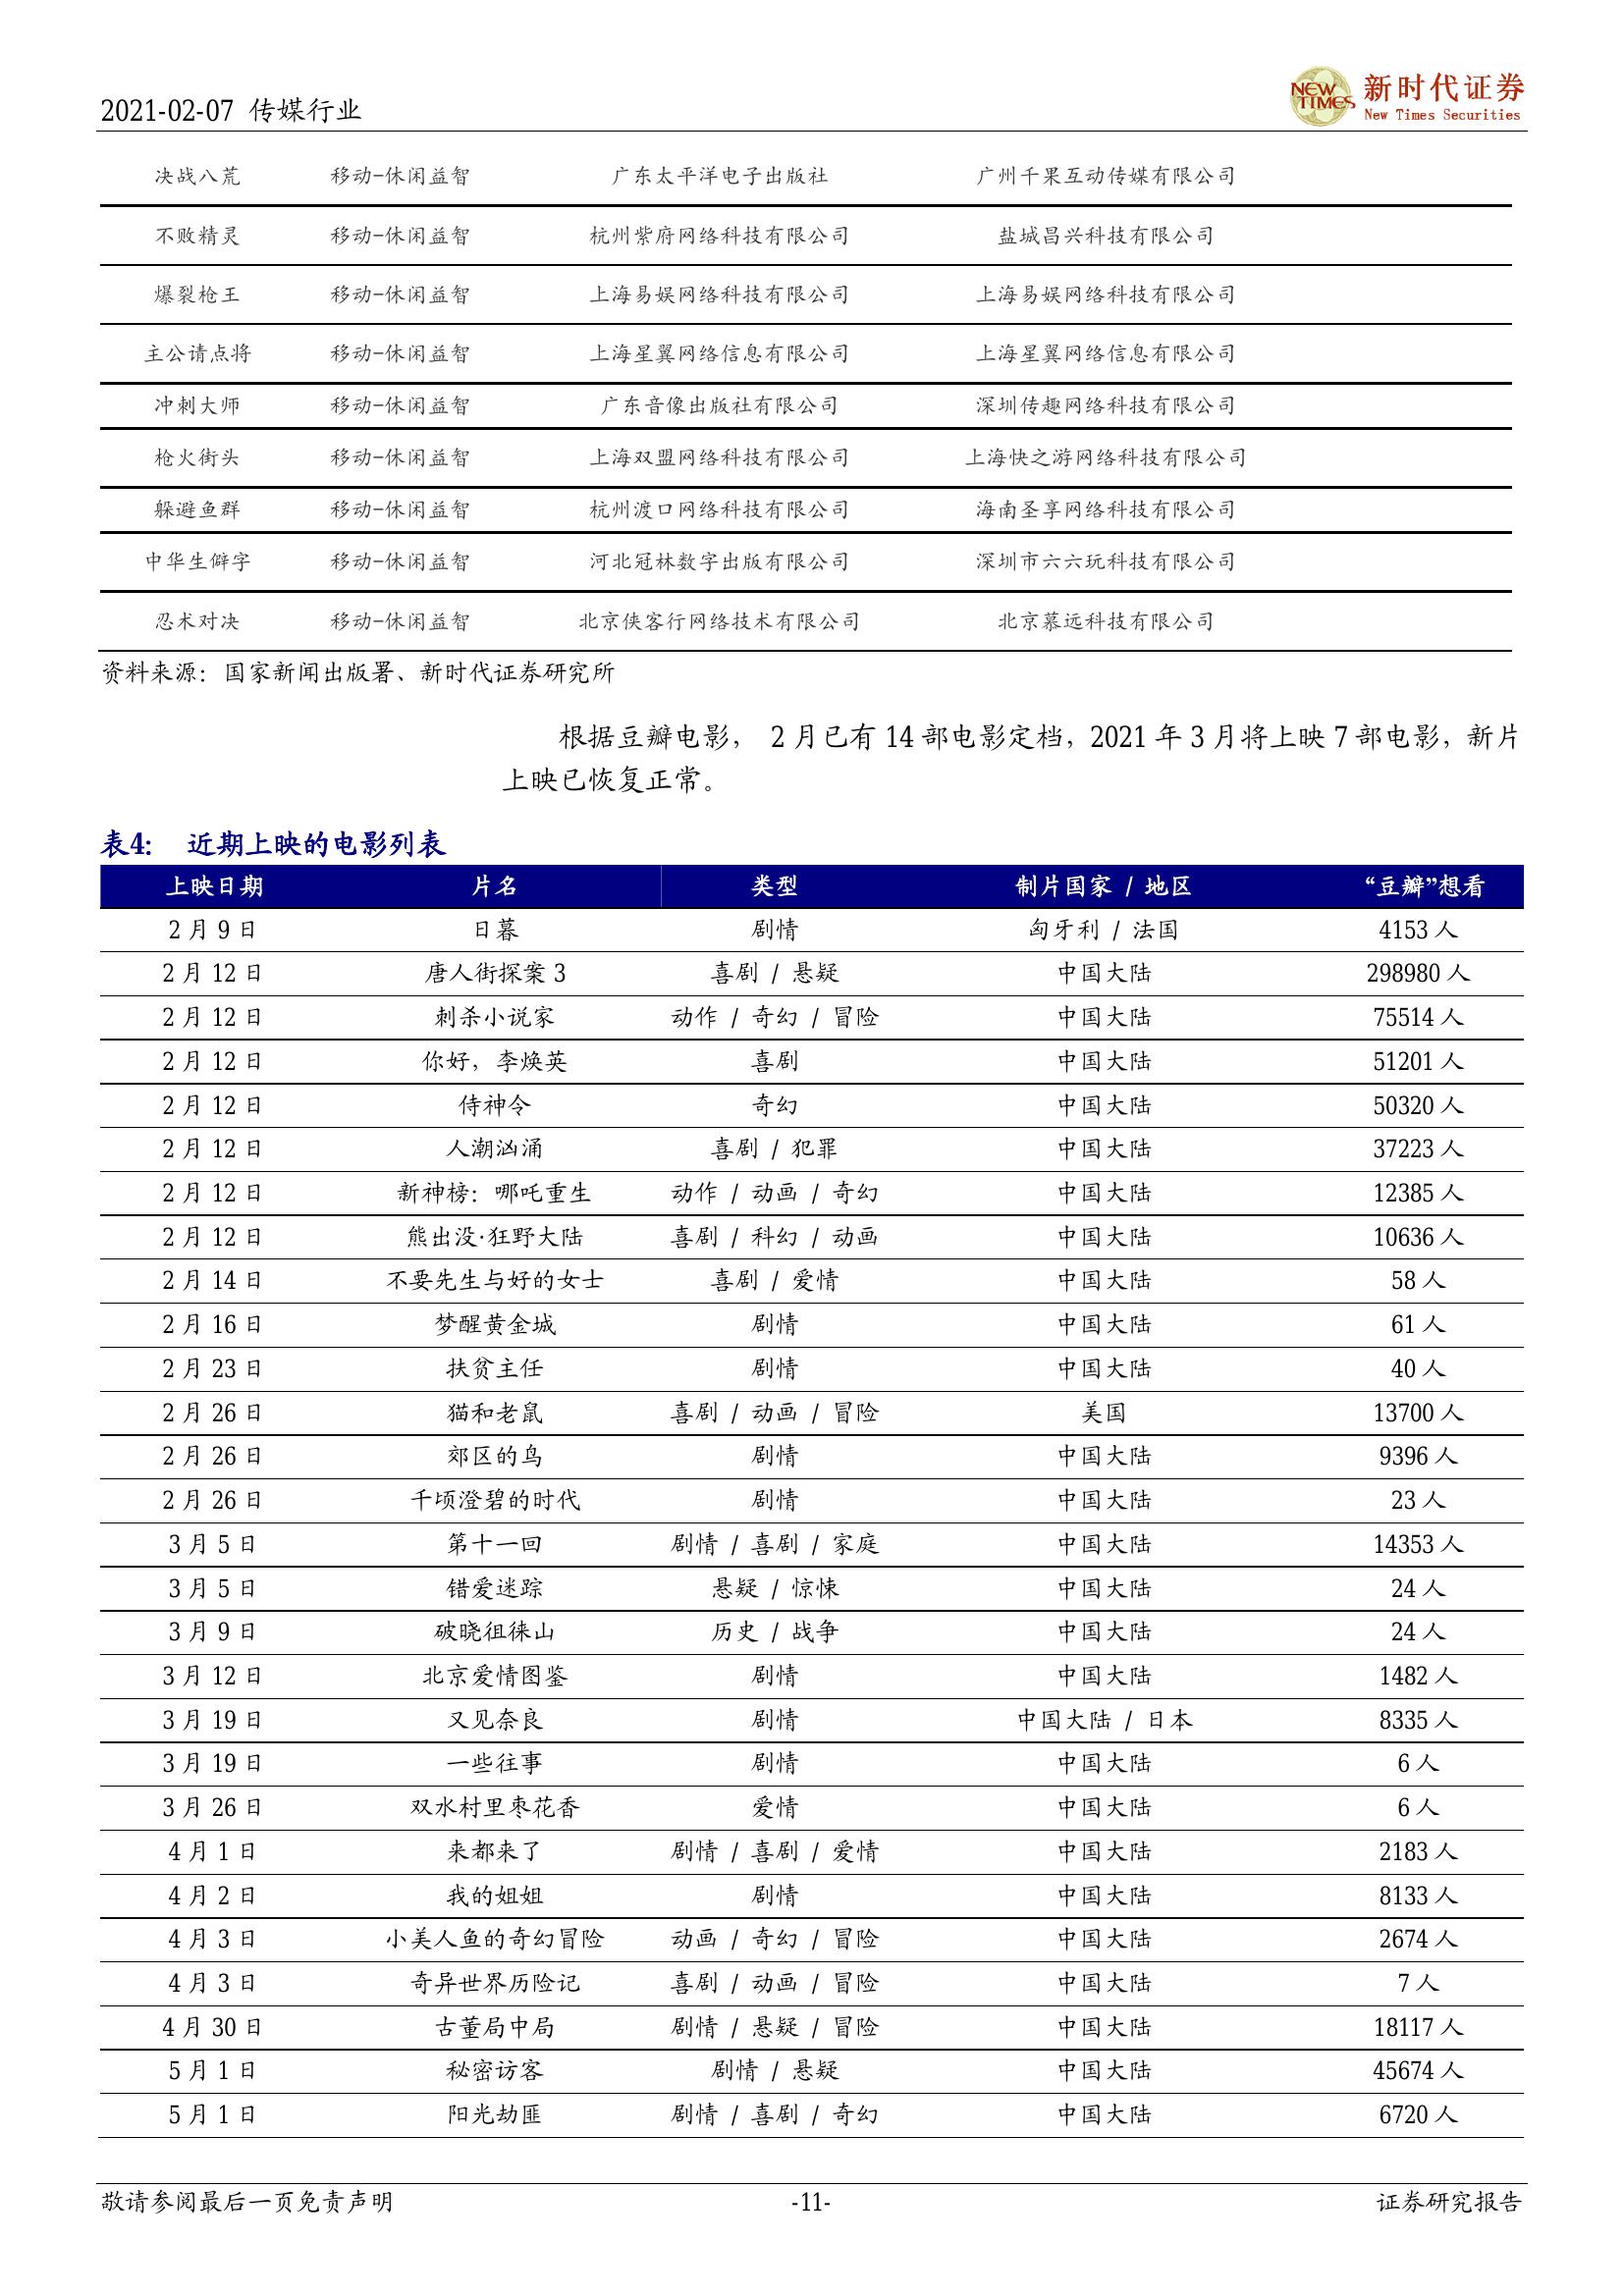 2021-02-07 传媒行业
NEW TIMES 新时代证券
New Times Securities
决战八荒 移动-休闲益智 广东太平洋电子出版社 广州千果互动传媒有限公司
不败精灵 移动-休闲益智 杭州紫府网络科技有限公司 盐城昌兴科技有限公司
爆裂枪王 移动-休闲益智 上海易娱网络科技有限公司 上海易娱网络科技有限公司
主公请点将 移动-休闲益智 上海星翼网络信息有限公司 上海星翼网络信息有限公司
冲刺大师 移动-休闲益智 广东音像出版社有限公司 深圳传趣网络科技有限公司
枪火街头 移动-休闲益智 上海双盟网络科技有限公司 上海快之游网络科技有限公司
躲避鱼群 移动-休闲益智 杭州渡口网络科技有限公司 海南圣享网络科技有限公司
中华生僻字 移动-休闲益智 河北冠林数字出版有限公司 深圳市六六玩科技有限公司
忍术对决 移动-休闲益智 北京侠客行网络技术有限公司 北京慕远科技有限公司
资料来源：国家新闻出版署、新时代证券研究所
根据豆瓣电影， 2 月已有 14 部电影定档，2021 年 3 月将上映 7 部电影，新片
上映已恢复正常。
表4： 近期上映的电影列表
上映日期 片名 类型 制片国家 / 地区 “豆瓣”想看
2 月 9 日 日暮 剧情 匈牙利 / 法国 4153 人
2 月 12 日 唐人街探案 3 喜剧 / 悬疑 中国大陆 298980 人
2 月 12 日 刺杀小说家 动作 / 奇幻 / 冒险 中国大陆 75514 人
2 月 12 日 你好，李焕英 喜剧 中国大陆 51201 人
2 月 12 日 侍神令 奇幻 中国大陆 50320 人
2 月 12 日 人潮汹涌 喜剧 / 犯罪 中国大陆 37223 人
2 月 12 日 新神榜：哪吒重生 动作 / 动画 / 奇幻 中国大陆 12385 人
2 月 12 日 熊出没·狂野大陆 喜剧 / 科幻 / 动画 中国大陆 10636 人
2 月 14 日 不要先生与好的女士 喜剧 / 爱情 中国大陆 58 人
2 月 16 日 梦醒黄金城 剧情 中国大陆 61 人
2 月 23 日 扶贫主任 剧情 中国大陆 40 人
2 月 26 日 猫和老鼠 喜剧 / 动画 / 冒险 美国 13700 人
2 月 26 日 郊区的鸟 剧情 中国大陆 9396 人
2 月 26 日 千顷澄碧的时代 剧情 中国大陆 23 人
3 月 5 日 第十一回 剧情 / 喜剧 / 家庭 中国大陆 14353 人
3 月 5 日 错爱迷踪 悬疑 / 惊悚 中国大陆 24 人
3 月 9 日 破晓徂徕山 历史 / 战争 中国大陆 24 人
3 月 12 日 北京爱情图鉴 剧情 中国大陆 1482 人
3 月 19 日 又见奈良 剧情 中国大陆 / 日本 8335 人
3 月 19 日 一些往事 剧情 中国大陆 6 人
3 月 26 日 双水村里枣花香 爱情 中国大陆 6 人
4 月 1 日 来都来了 剧情 / 喜剧 / 爱情 中国大陆 2183 人
4 月 2 日 我的姐姐 剧情 中国大陆 8133 人
4 月 3 日 小美人鱼的奇幻冒险 动画 / 奇幻 / 冒险 中国大陆 2674 人
4 月 3 日 奇异世界历险记 喜剧 / 动画 / 冒险 中国大陆 7 人
4 月 30 日 古董局中局 剧情 / 悬疑 / 冒险 中国大陆 18117 人
5 月 1 日 秘密访客 剧情 / 悬疑 中国大陆 45674 人
5 月 1 日 阳光劫匪 剧情 / 喜剧 / 奇幻 中国大陆 6720 人
敬请参阅最后一页免责声明 -11- 证券研究报告